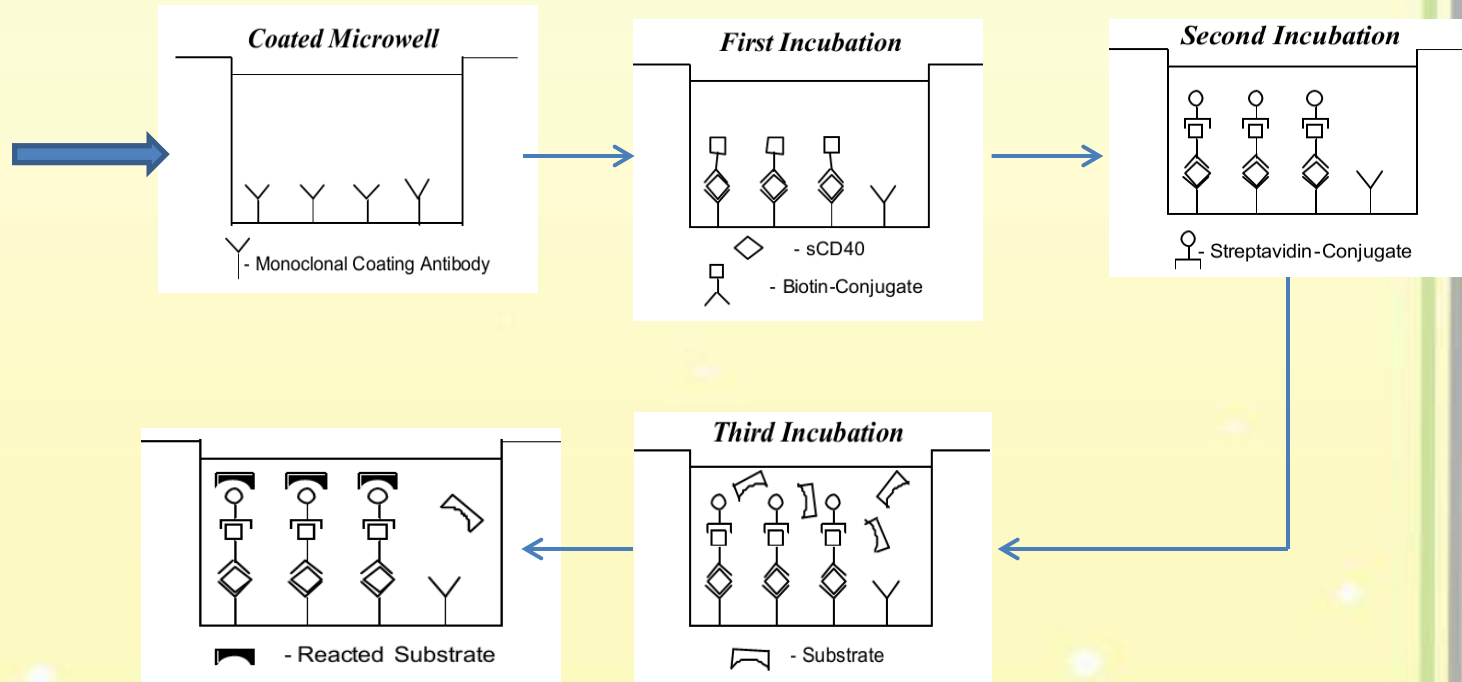 Coated Microwell
- Monoclonal Coating Antibody
First Incubation
- sCD40
- Biotin-Conjugate
Second Incubation
- Streptavidin-Conjugate
Third Incubation
- Substrate
- Reacted Substrate